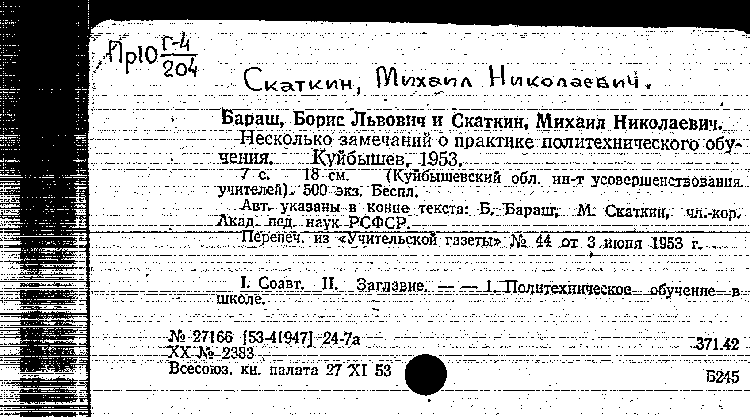 Пр10 Г-4
204
Скаткин, Михаил Николаевич.
Бараш, Борис Львович и Скаткин, Михаил Николаевич.
Несколько замечаний о практике политехнического обу-
чения. Куйбышев, 1953.
7 с. 18 см. (Куйбышевский обл. ин-т усовершенствования
учителей). 500 экз. Беспл.
Авт. указаны в конце текста: Б. Бараш, М. Скаткин, чл.-кор.
Акад. пед. наук РСФСР.
Перепеч. из «Учительской газеты» № 44 от 3 июня 1953 г.
I. Соавт. II. Заглавие. — — 1. Политехническое обучение в
школе.
№ 27166 [53-41947] 24-7а
371.42
XX № 2383
Всесоюз. кн. палата 27 XI 53
Б245